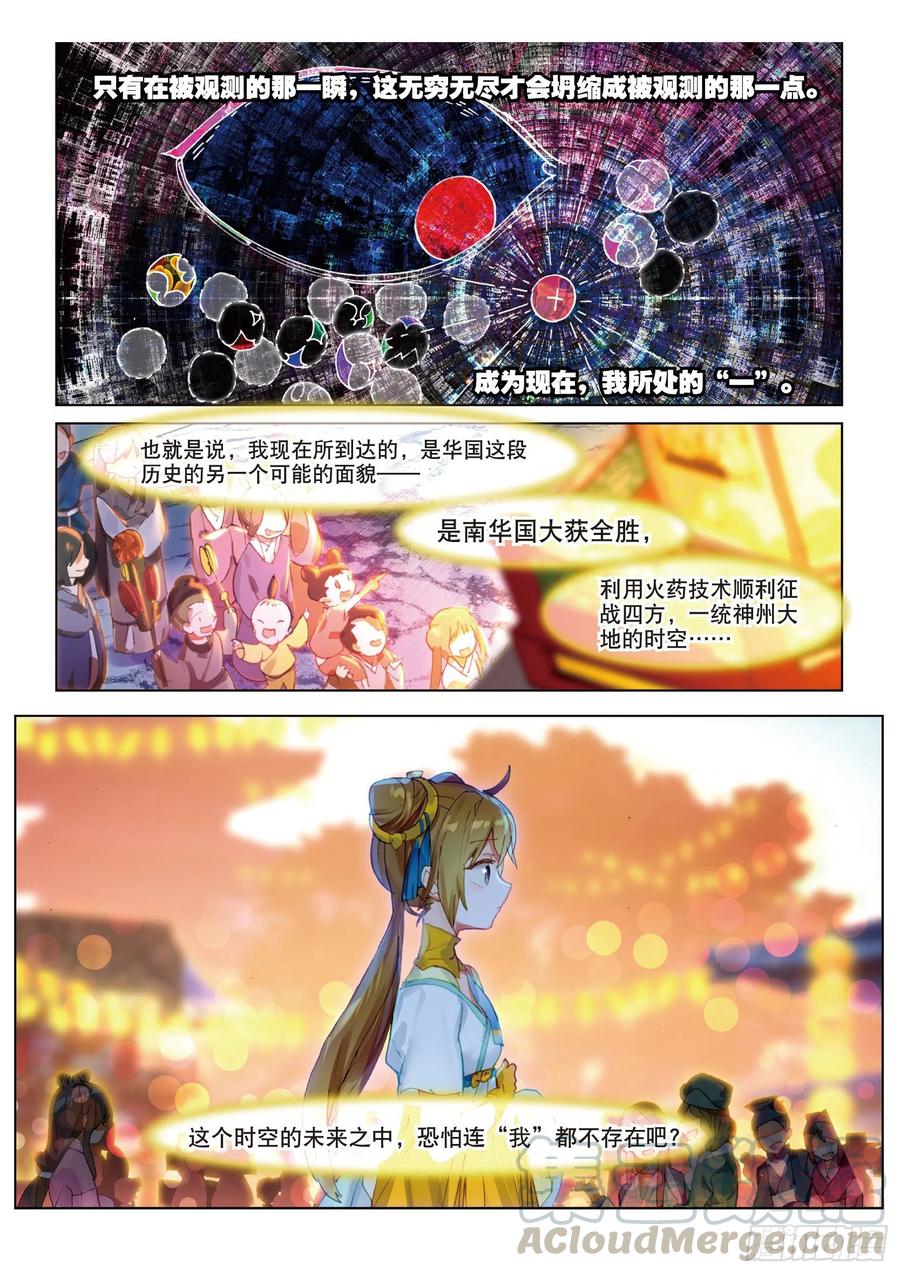 只有在被观测的那一瞬，这无穷无尽才会坍缩成被观测的那一点。
成为现在，我所处的“一”。
也就是说，我现在所到达的，是华国这段
历史的另一个可能的面貌——
是南华国大获全胜，
利用火药技术顺利征
战四方，一统神州大
地的时空……
这个时空的未来之中，恐怕连“我”都不存在吧？
ACloudMerge.com